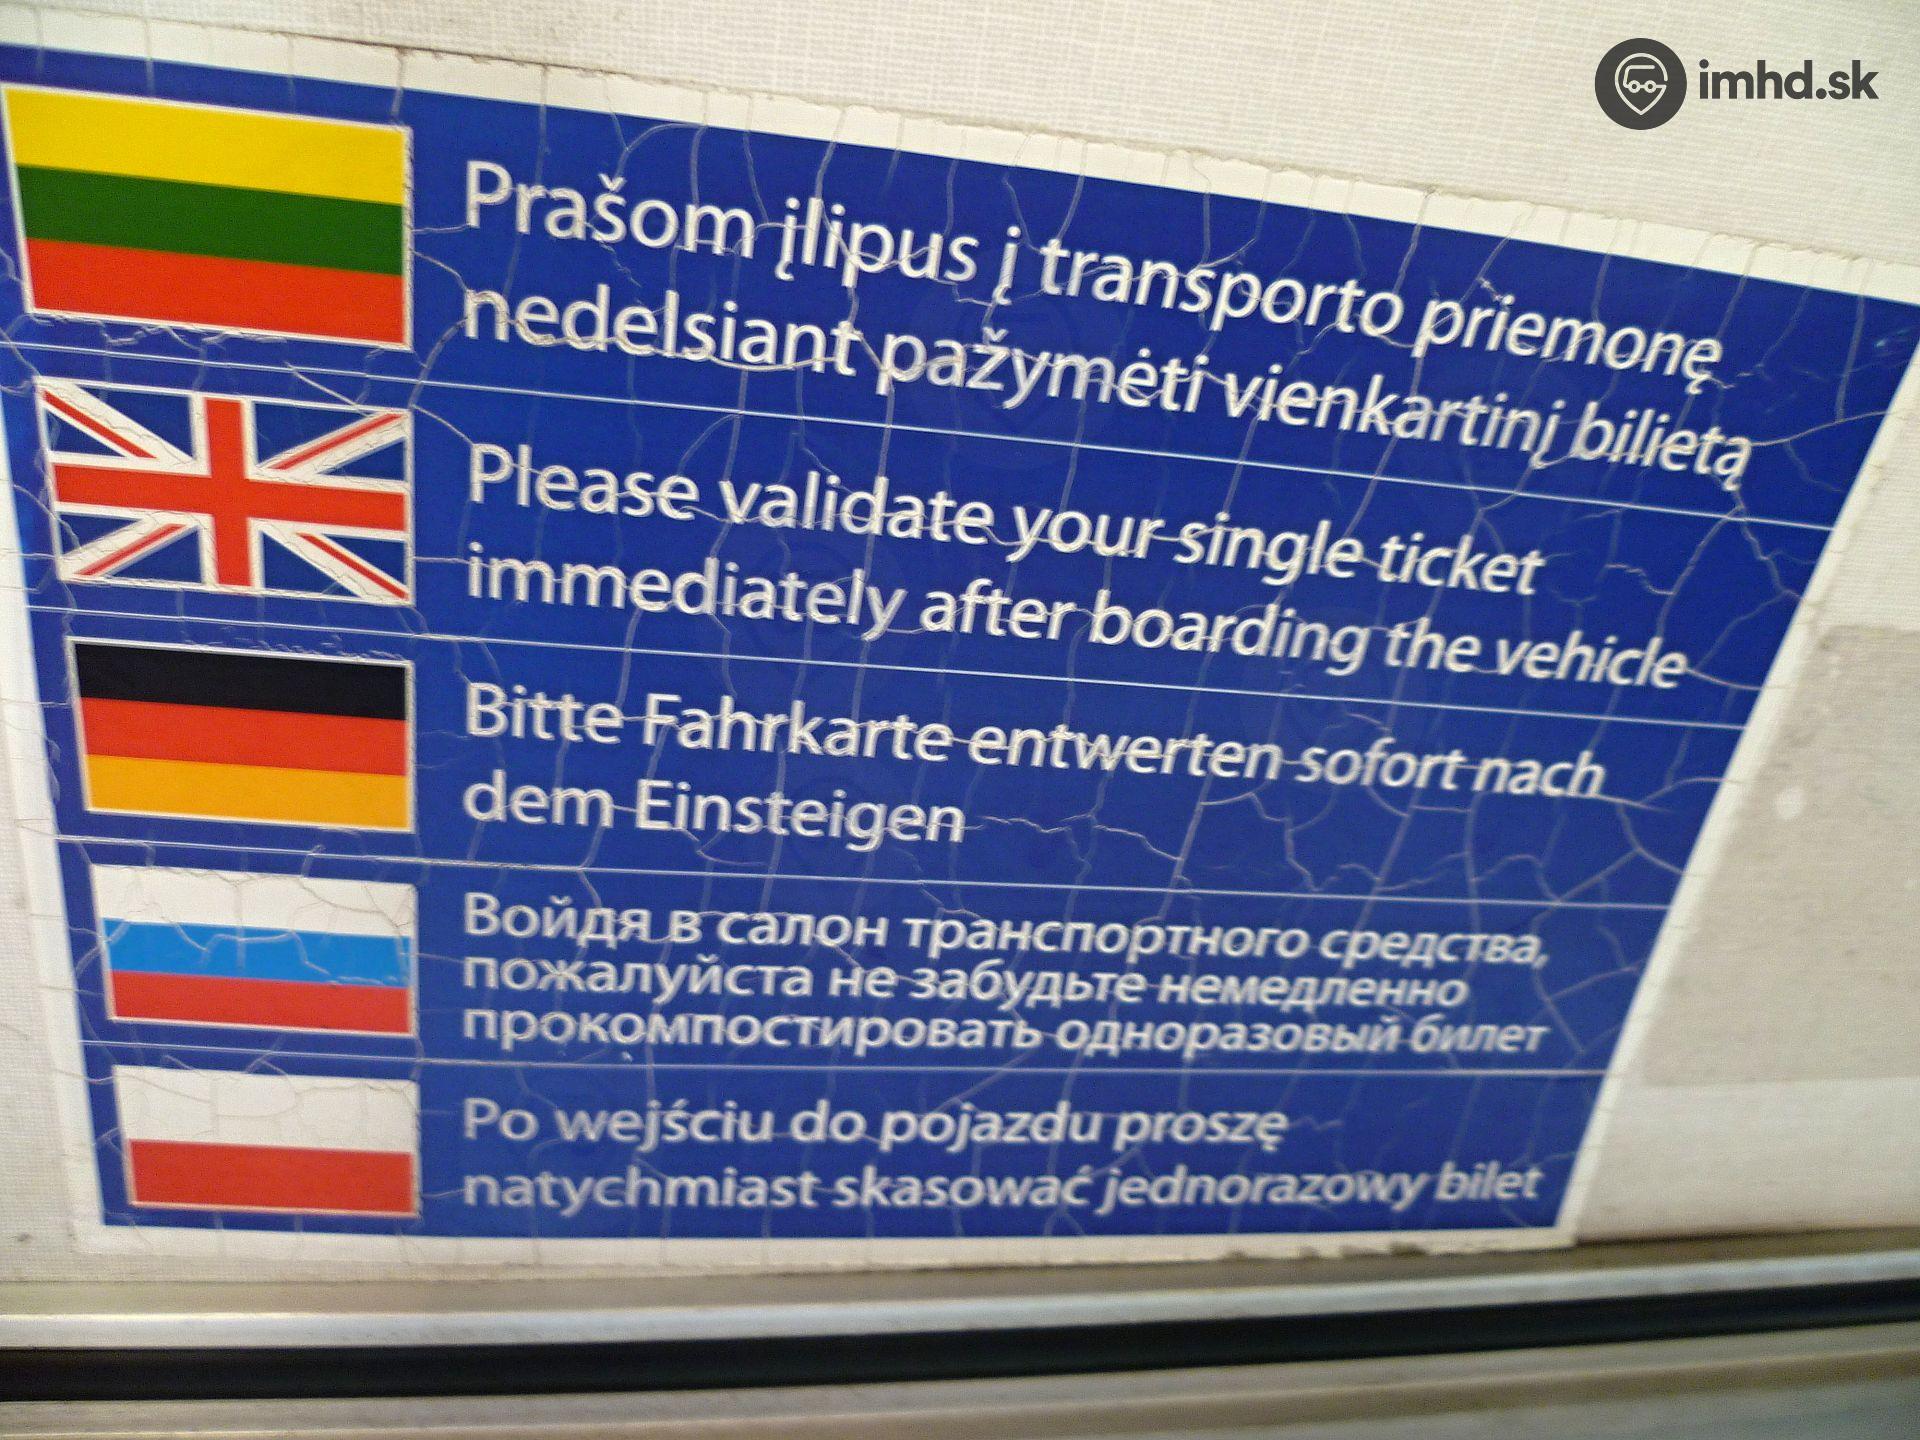 imhd.sk
Prašom įlipus į transporto priemonę
nedelsiant pažymėti vienkartinį bilietą
Please validate your single ticket
immediately after boarding the vehicle
Bitte Fahrkarte entwerten sofort nach
dem Einsteigen
Войдя в салон транспортного средства,
пожалуйста не забудьте немедленно
прокомпостировать одноразовый билет
Po wejściu do pojazdu proszę
natychmiast skasować jednorazowy bilet